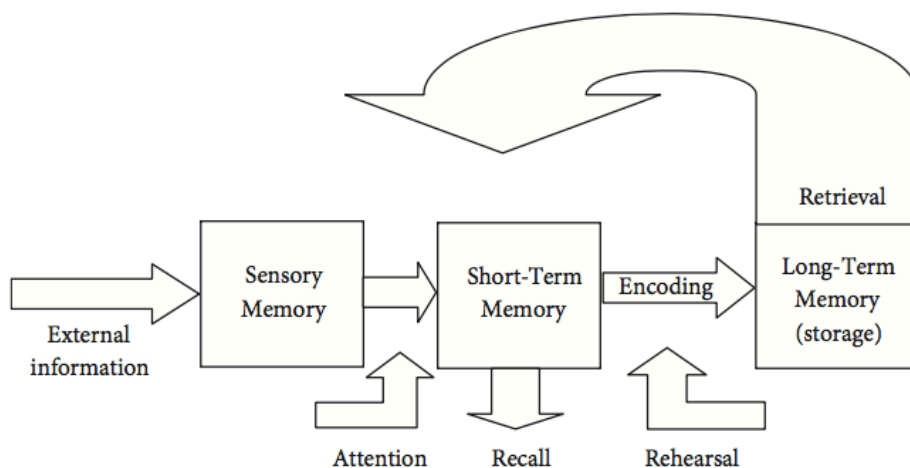 Retrieval
Sensory
Memory
Short-Term
Memory
Encoding
Long-Term
Memory
(storage)
External
information
Attention
Recall
Rehearsal